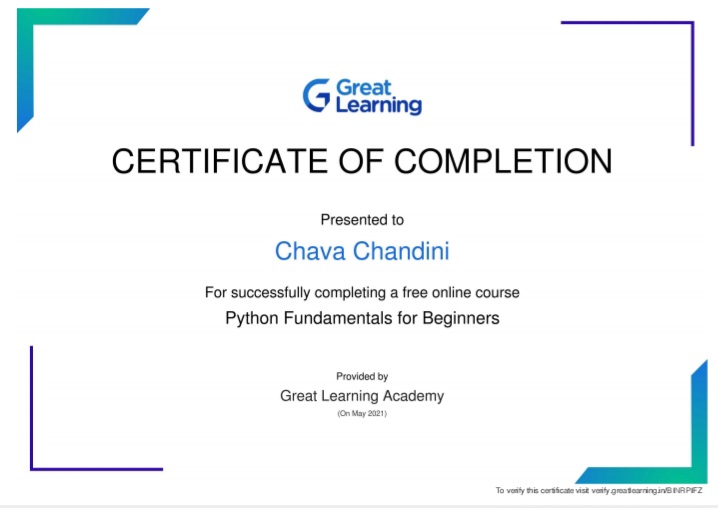 Great
Learning
CERTIFICATE OF COMPLETION
Presented to
Chava Chandini
For successfully completing a free online course
Python Fundamentals for Beginners
Provided by
Great Learning Academy
(On May 2021)
To verify this certificate visit verify.greatlearning.in/BINRPIFZ